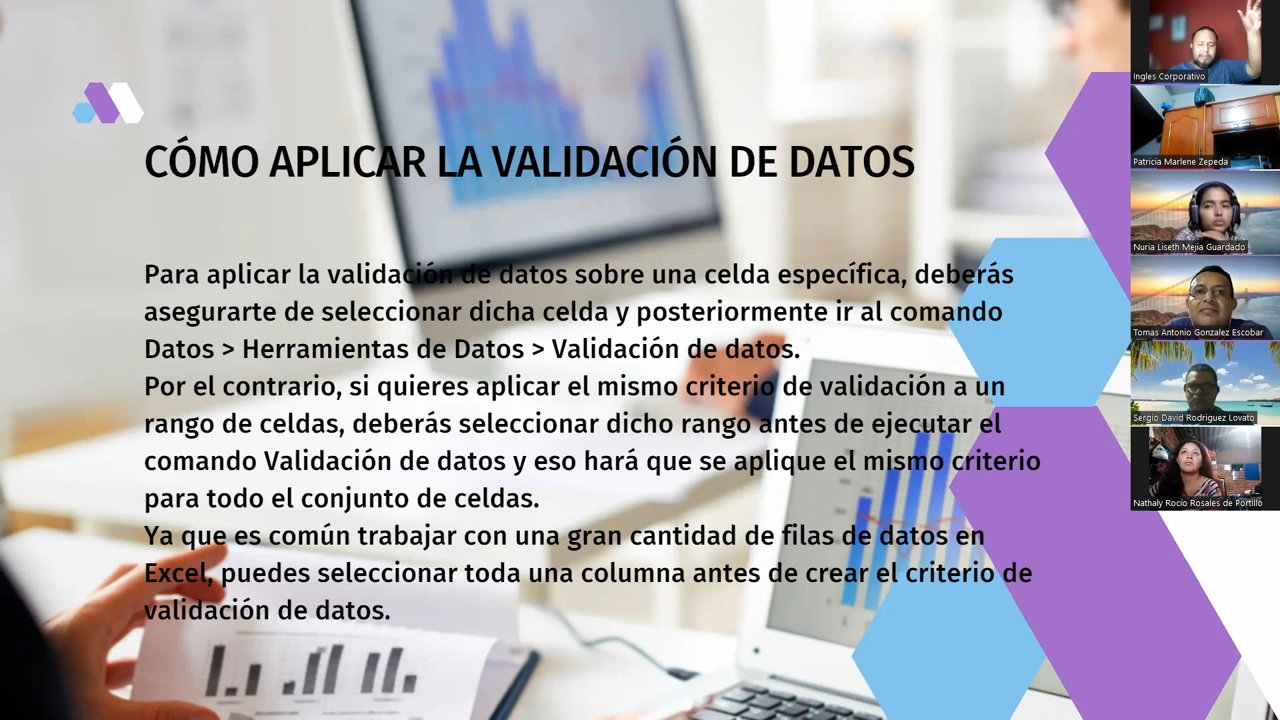 CÓMO APLICAR LA VALIDACIÓN DE DATOS
Para aplicar la validación de datos sobre una celda específica, deberás
asegurarte de seleccionar dicha celda y posteriormente ir al comando
Datos > Herramientas de Datos > Validación de datos.
Por el contrario, si quieres aplicar el mismo criterio de validación a un
rango de celdas, deberás seleccionar dicho rango antes de ejecutar el
comando Validación de datos y eso hará que se aplique el mismo criterio
para todo el conjunto de celdas.
Ya que es común trabajar con una gran cantidad de filas de datos en
Excel, puedes seleccionar toda una columna antes de crear el criterio de
validación de datos.
Ingles Corporativo
Patricia Marlene Zepeda
Nuria Liseth Mejia Guardado
Tomas Antonio Gonzalez Escobar
Sergio David Rodriguez Lovato
Nathaly Rocío Rosales de Portillo